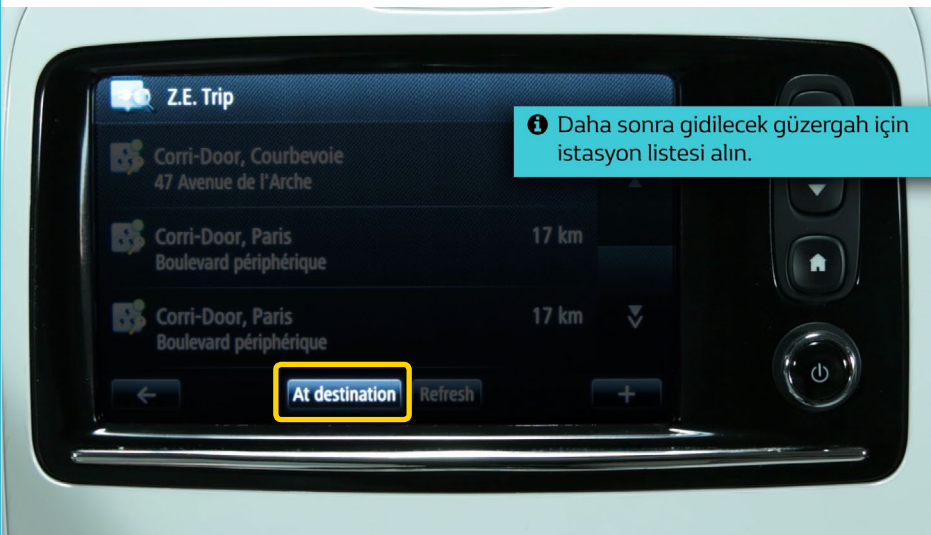 Z.E. Trip
Daha sonra gidilecek güzergah için
istasyon listesi alın.
Corri-Door, Courbevoie
47 Avenue de l'Arche
Corri-Door, Paris 17 km
Boulevard périphérique
Corri-Door, Paris 17 km
Boulevard périphérique
At destination Refresh